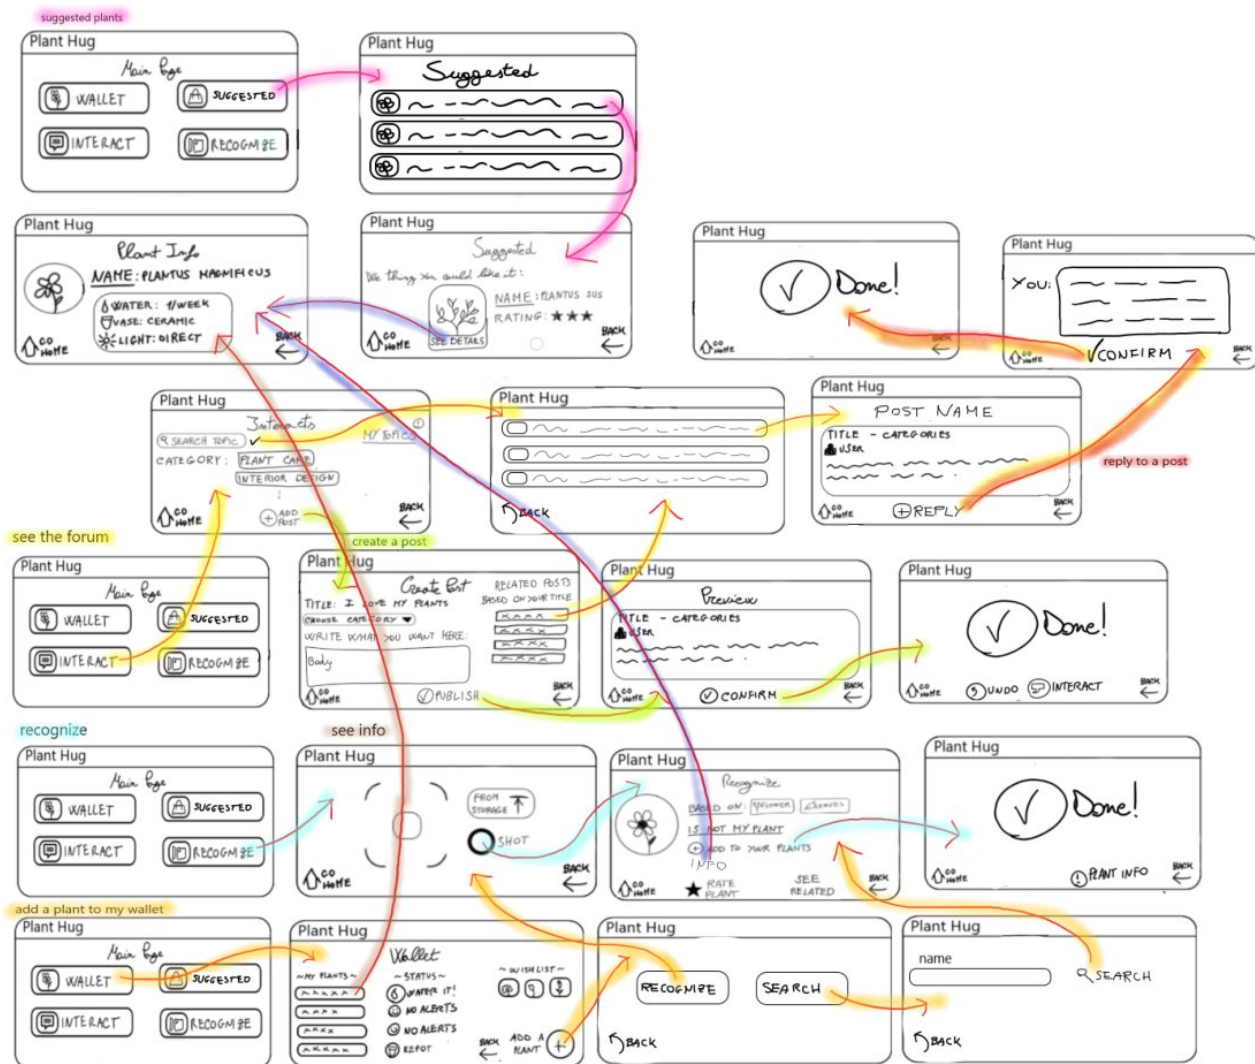 suggested plants
Plant Hug
Main Page
WALLET
SUGGESTED
INTERACT
RECOGNIZE
Plant Hug
Suggested
Plant Hug
Plant Info
NAME: PLANTUS MAGNIFICUS
WATER: 1/WEEK
VASE: CERAMIC
LIGHT: DIRECT
GO HOME
BACK
Plant Hug
Suggested
We thing you could like it:
NAME: PLANTUS SUS
RATING: ★★★
SEE DETAILS
Plant Hug
Done!
GO HOME
BACK
Plant Hug
YOU:
GO HOME
CONFIRM
BACK
Plant Hug
Interacts
SEARCH TOPIC
MY TOPICS
CATEGORY: PLANT CARE
INTERIOR DESIGN
GO HOME
ADD POST
BACK
Plant Hug
BACK
Plant Hug
POST NAME
TITLE - CATEGORIES
USER
GO HOME
REPLY
BACK
reply to a post
see the forum
Plant Hug
Main Page
WALLET
SUGGESTED
INTERACT
RECOGNIZE
create a post
Plant Hug
Create Post
RELATED POSTS
BASED ON YOUR TITLE
TITLE: I LOVE MY PLANTS
CHOOSE CATEGORY
WRITE WHAT YOU WANT HERE:
Body
GO HOME
PUBLISH
BACK
Plant Hug
Preview
TITLE - CATEGORIES
USER
GO HOME
CONFIRM
BACK
Plant Hug
Done!
GO HOME
UNDO
INTERACT
BACK
recognize
Plant Hug
Main Page
WALLET
SUGGESTED
INTERACT
RECOGNIZE
see info
Plant Hug
FROM STORAGE
SHOT
GO HOME
BACK
Plant Hug
Recognize
BASED ON: FLOWER LEAVES
IS NOT MY PLANT
ADD TO YOUR PLANTS
INFO
GO HOME
RATE PLANT
SEE RELATED
BACK
Plant Hug
Done!
GO HOME
PLANT INFO
BACK
add a plant to my wallet
Plant Hug
Main Page
WALLET
SUGGESTED
INTERACT
RECOGNIZE
Plant Hug
Wallet
~MY PLANTS~
~STATUS~
~WISHLIST~
WATER IT!
NO ALERTS
NO ALERTS
REPOT
BACK
ADD A PLANT
Plant Hug
RECOGNIZE
SEARCH
BACK
Plant Hug
name
SEARCH
BACK